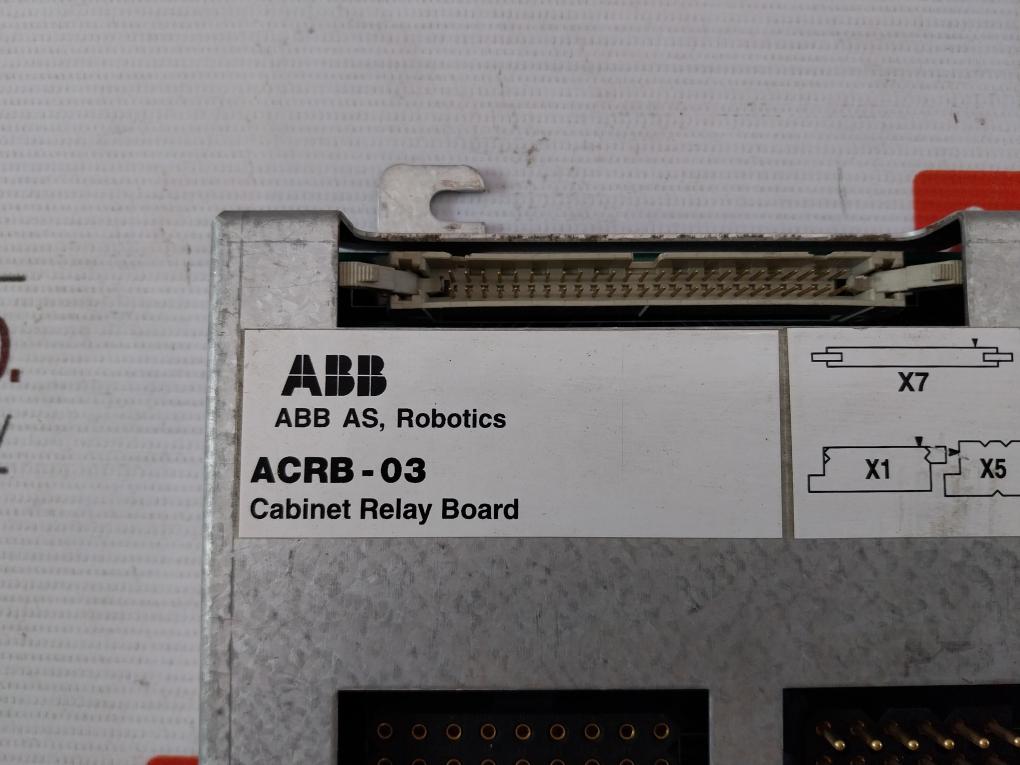 ABB
ABB AS, Robotics
ACRB - 03
Cabinet Relay Board
X7
X1
X5